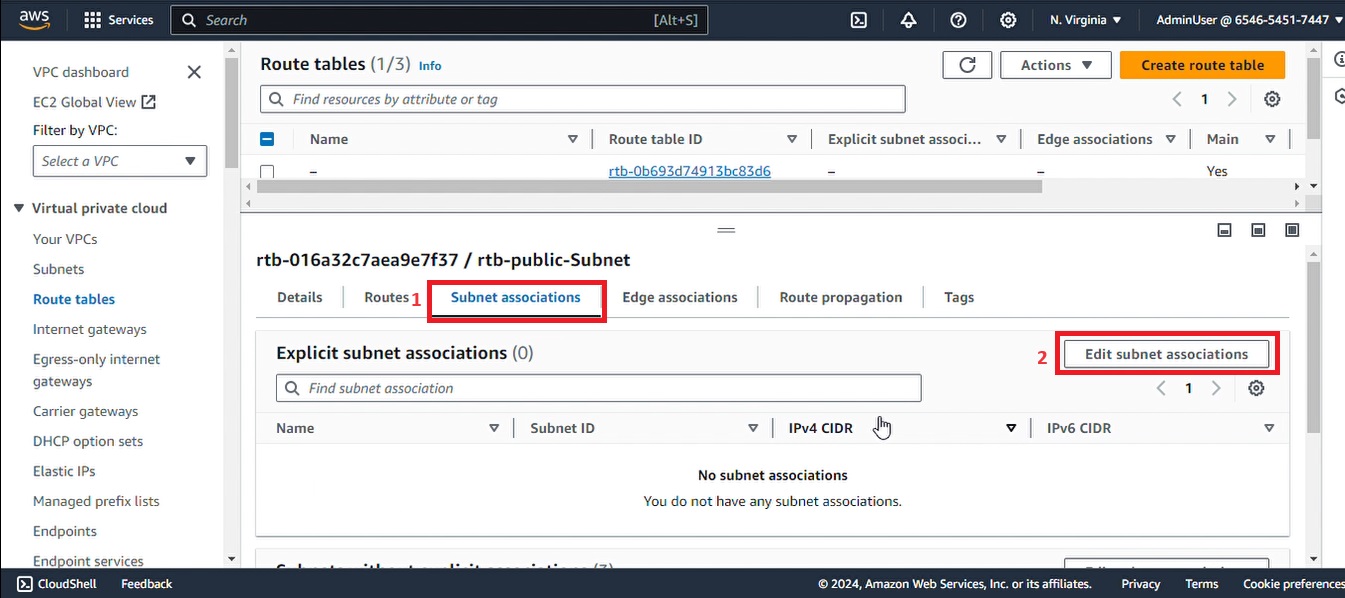 aws Services Search [Alt+S] N. Virginia AdminUser @ 6546-5451-7447
VPC dashboard
EC2 Global View
Filter by VPC:
Select a VPC
Virtual private cloud
Your VPCs
Subnets
Route tables
Internet gateways
Egress-only internet
gateways
Carrier gateways
DHCP option sets
Elastic IPs
Managed prefix lists
Endpoints
Endpoint services
Route tables (1/3) Info
Actions Create route table
Find resources by attribute or tag
1
Name Route table ID Explicit subnet associ... Edge associations Main
– rtb-0b693d74913bc83d6 – – Yes
rtb-016a32c7aea9e7f37 / rtb-public-Subnet
Details Routes 1 Subnet associations Edge associations Route propagation Tags
Explicit subnet associations (0) 2 Edit subnet associations
Find subnet association 1
Name Subnet ID IPv4 CIDR IPv6 CIDR
No subnet associations
You do not have any subnet associations.
CloudShell Feedback © 2024, Amazon Web Services, Inc. or its affiliates. Privacy Terms Cookie preferences